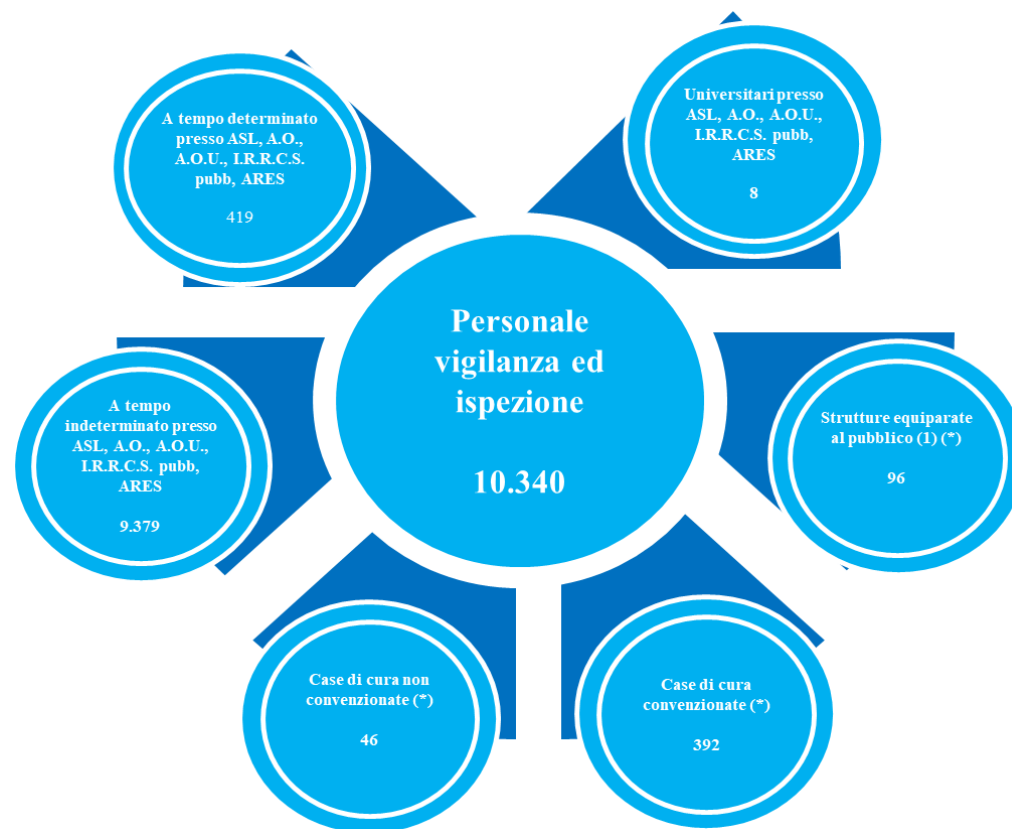 A tempo determinato
presso ASL, A.O.,
A.O.U., I.R.R.C.S.
pubb, ARES
419
Universitari presso
ASL, A.O., A.O.U.,
I.R.R.C.S. pubb,
ARES
8
Personale
vigilanza ed
ispezione
10.340
A tempo
indeterminato presso
ASL, A.O., A.O.U.,
I.R.R.C.S. pubb,
ARES
9.379
Strutture equiparate
al pubblico (1) (*)
96
Case di cura non
convenzionate (*)
46
Case di cura
convenzionate (*)
392